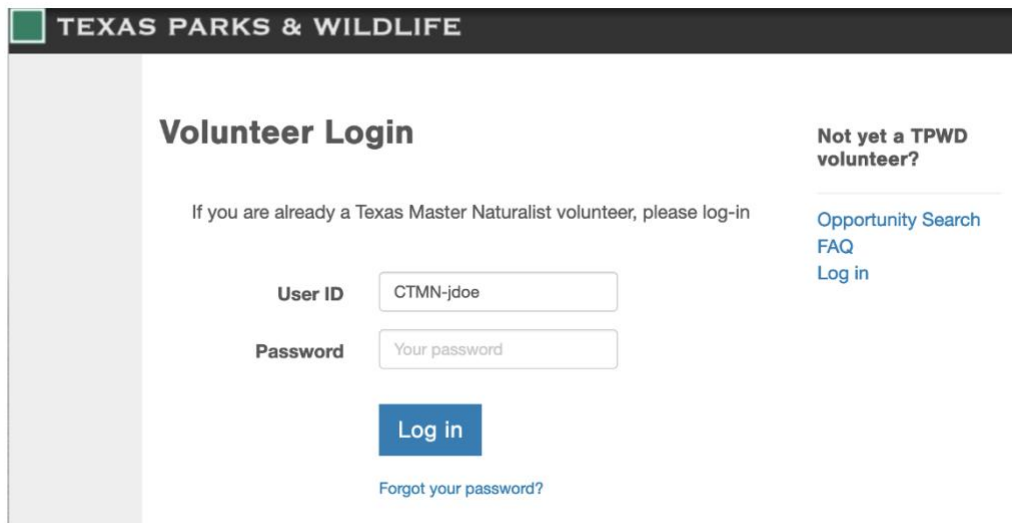 TEXAS PARKS & WILDLIFE
Volunteer Login
If you are already a Texas Master Naturalist volunteer, please log-in
User ID
CTMN-jdoe
Password
Your password
Log in
Forgot your password?
Not yet a TPWD
volunteer?
Opportunity Search
FAQ
Log in